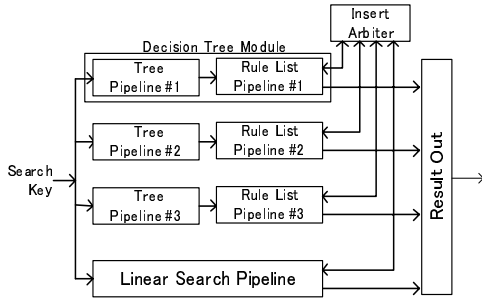 Insert
Arbiter
Decision Tree Module
Tree
Pipeline #1
Rule List
Pipeline #1
Tree
Pipeline #2
Rule List
Pipeline #2
Search
Key
Tree
Pipeline #3
Rule List
Pipeline #3
Linear Search Pipeline
Result Out